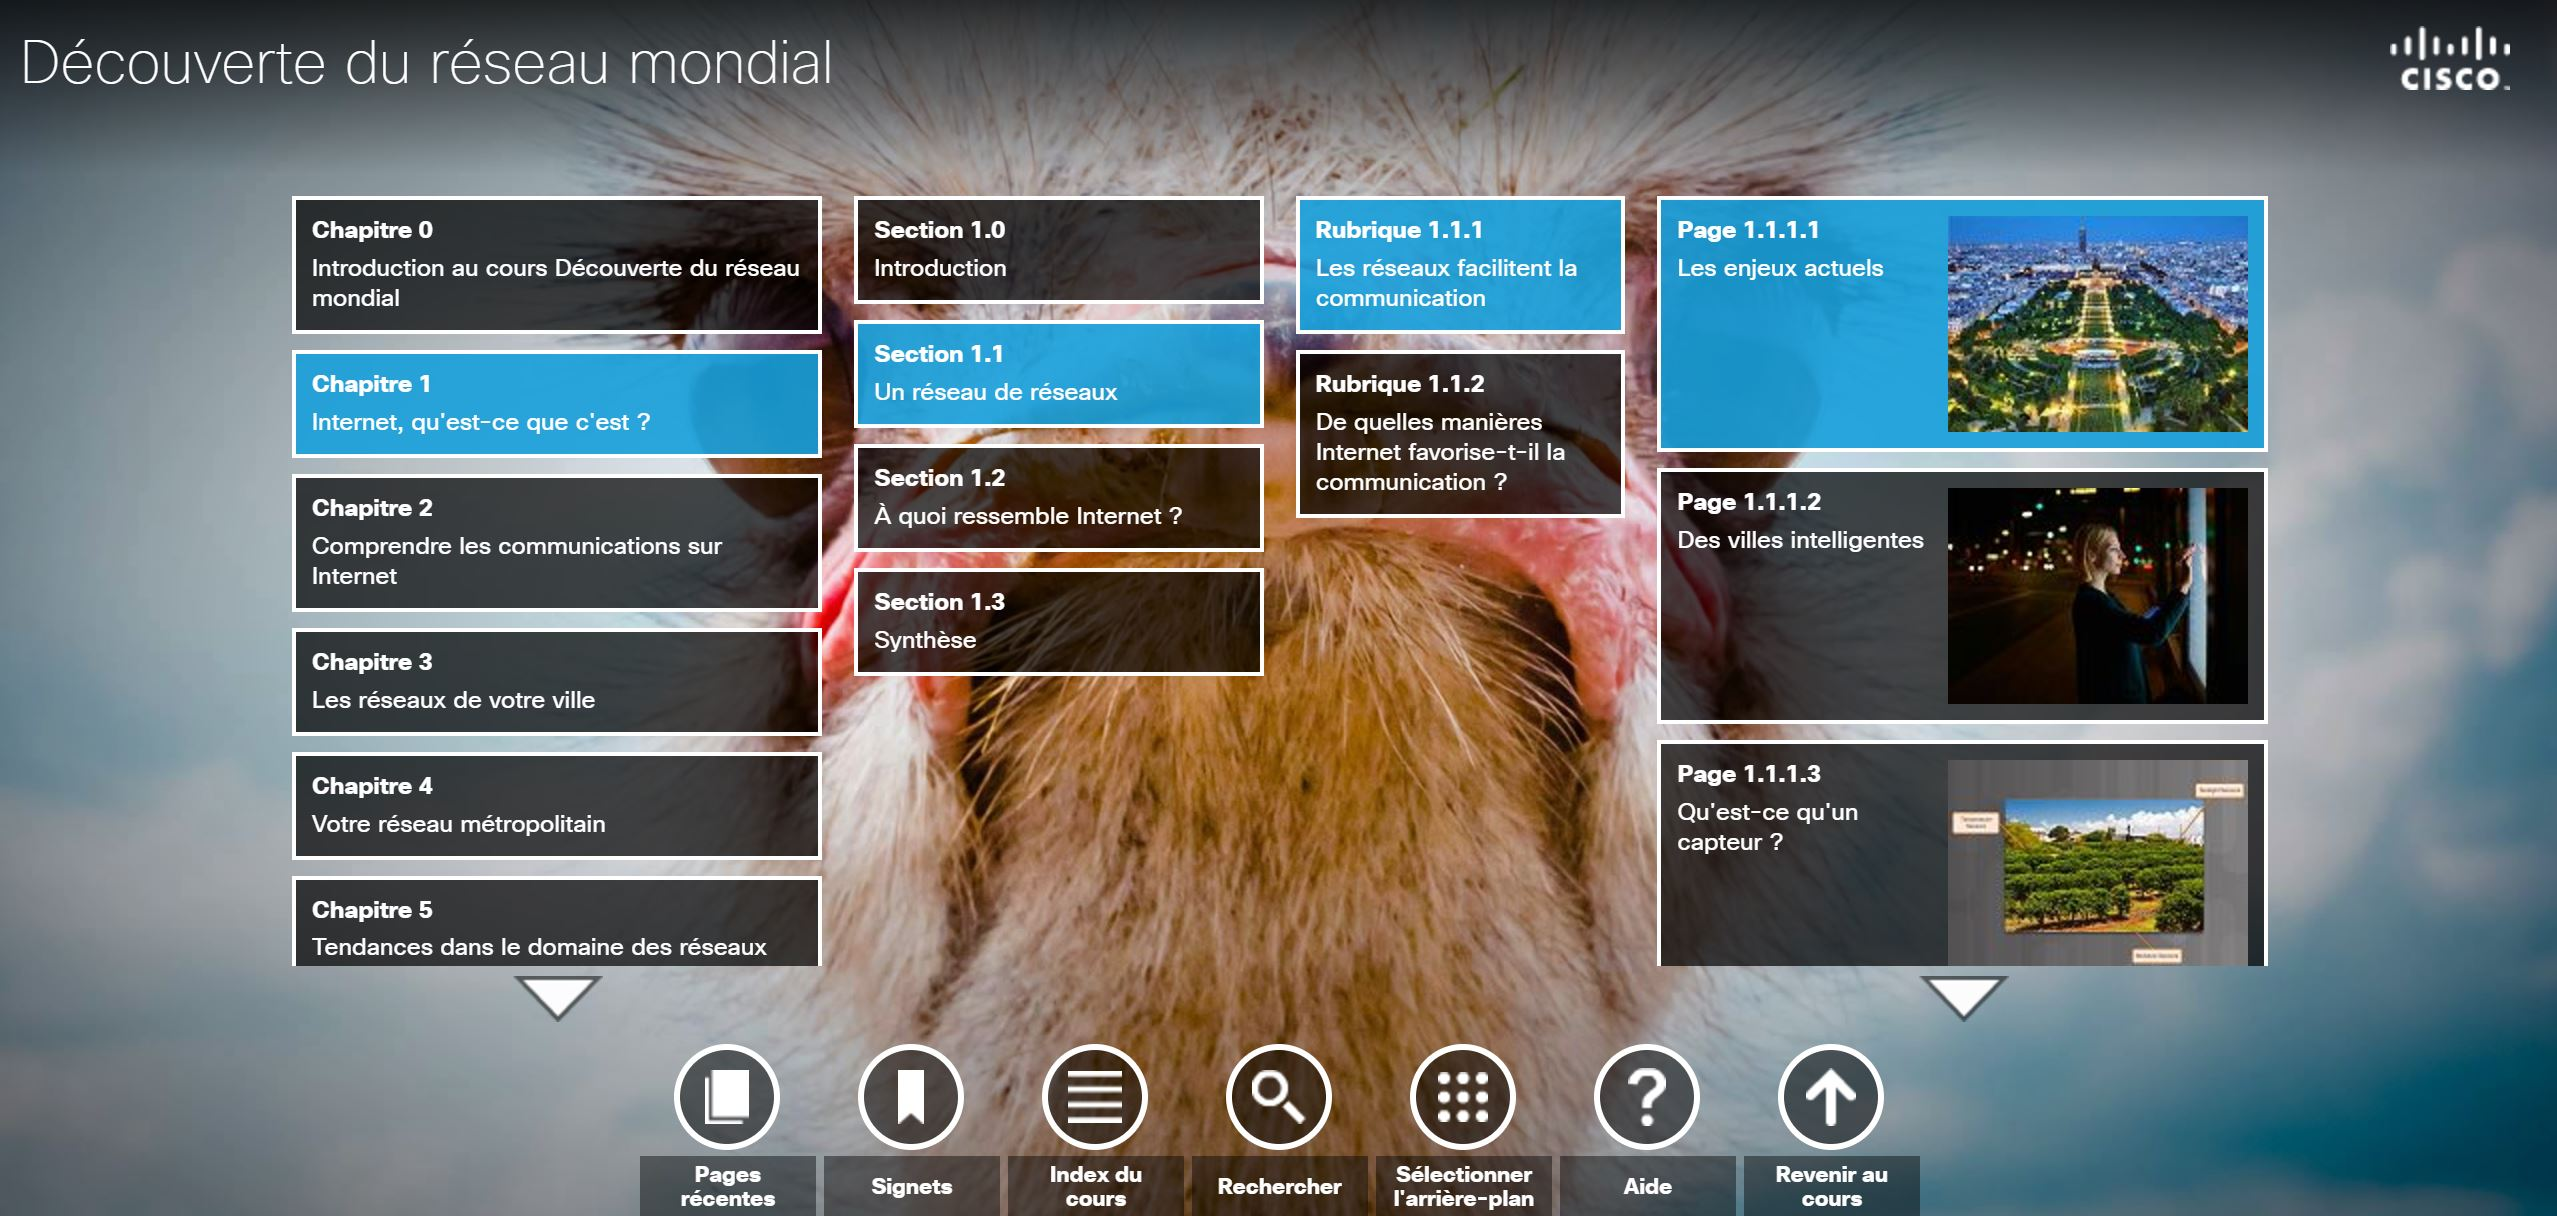 Découverte du réseau mondial
CISCO
Chapitre 0
Introduction au cours Découverte du réseau
mondial
Chapitre 1
Internet, qu'est-ce que c'est ?
Chapitre 2
Comprendre les communications sur
Internet
Chapitre 3
Les réseaux de votre ville
Chapitre 4
Votre réseau métropolitain
Chapitre 5
Tendances dans le domaine des réseaux
Section 1.0
Introduction
Section 1.1
Un réseau de réseaux
Section 1.2
À quoi ressemble Internet ?
Section 1.3
Synthèse
Rubrique 1.1.1
Les réseaux facilitent la
communication
Rubrique 1.1.2
De quelles manières
Internet favorise-t-il la
communication ?
Page 1.1.1.1
Les enjeux actuels
Page 1.1.1.2
Des villes intelligentes
Page 1.1.1.3
Qu'est-ce qu'un
capteur ?
Pages
récentes
Signets
Index du
cours
Rechercher
Sélectionner
l'arrière-plan
Aide
Revenir au
cours